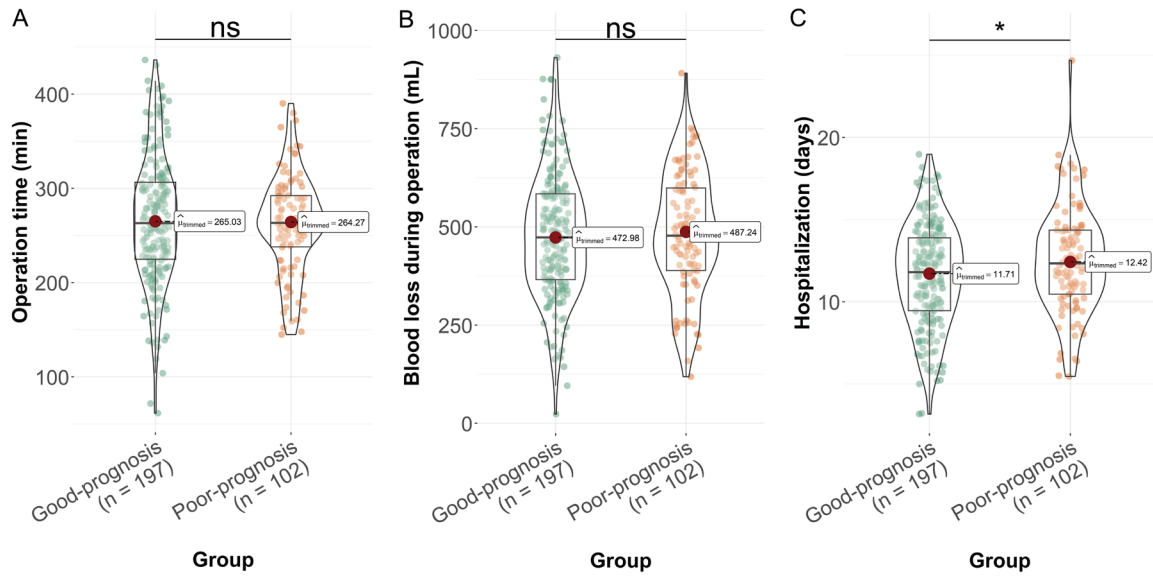 A
ns
Operation time (min)
400
300
200
100
μ̂trimmed = 265.03
μ̂trimmed = 264.27
Good-prognosis
(n = 197)
Poor-prognosis
(n = 102)
Group
B
ns
Blood loss during operation (mL)
1000
750
500
250
0
μ̂trimmed = 472.98
μ̂trimmed = 487.24
Good-prognosis
(n = 197)
Poor-prognosis
(n = 102)
Group
C
*
Hospitalization (days)
20
10
μ̂trimmed = 11.71
μ̂trimmed = 12.42
Good-prognosis
(n = 197)
Poor-prognosis
(n = 102)
Group